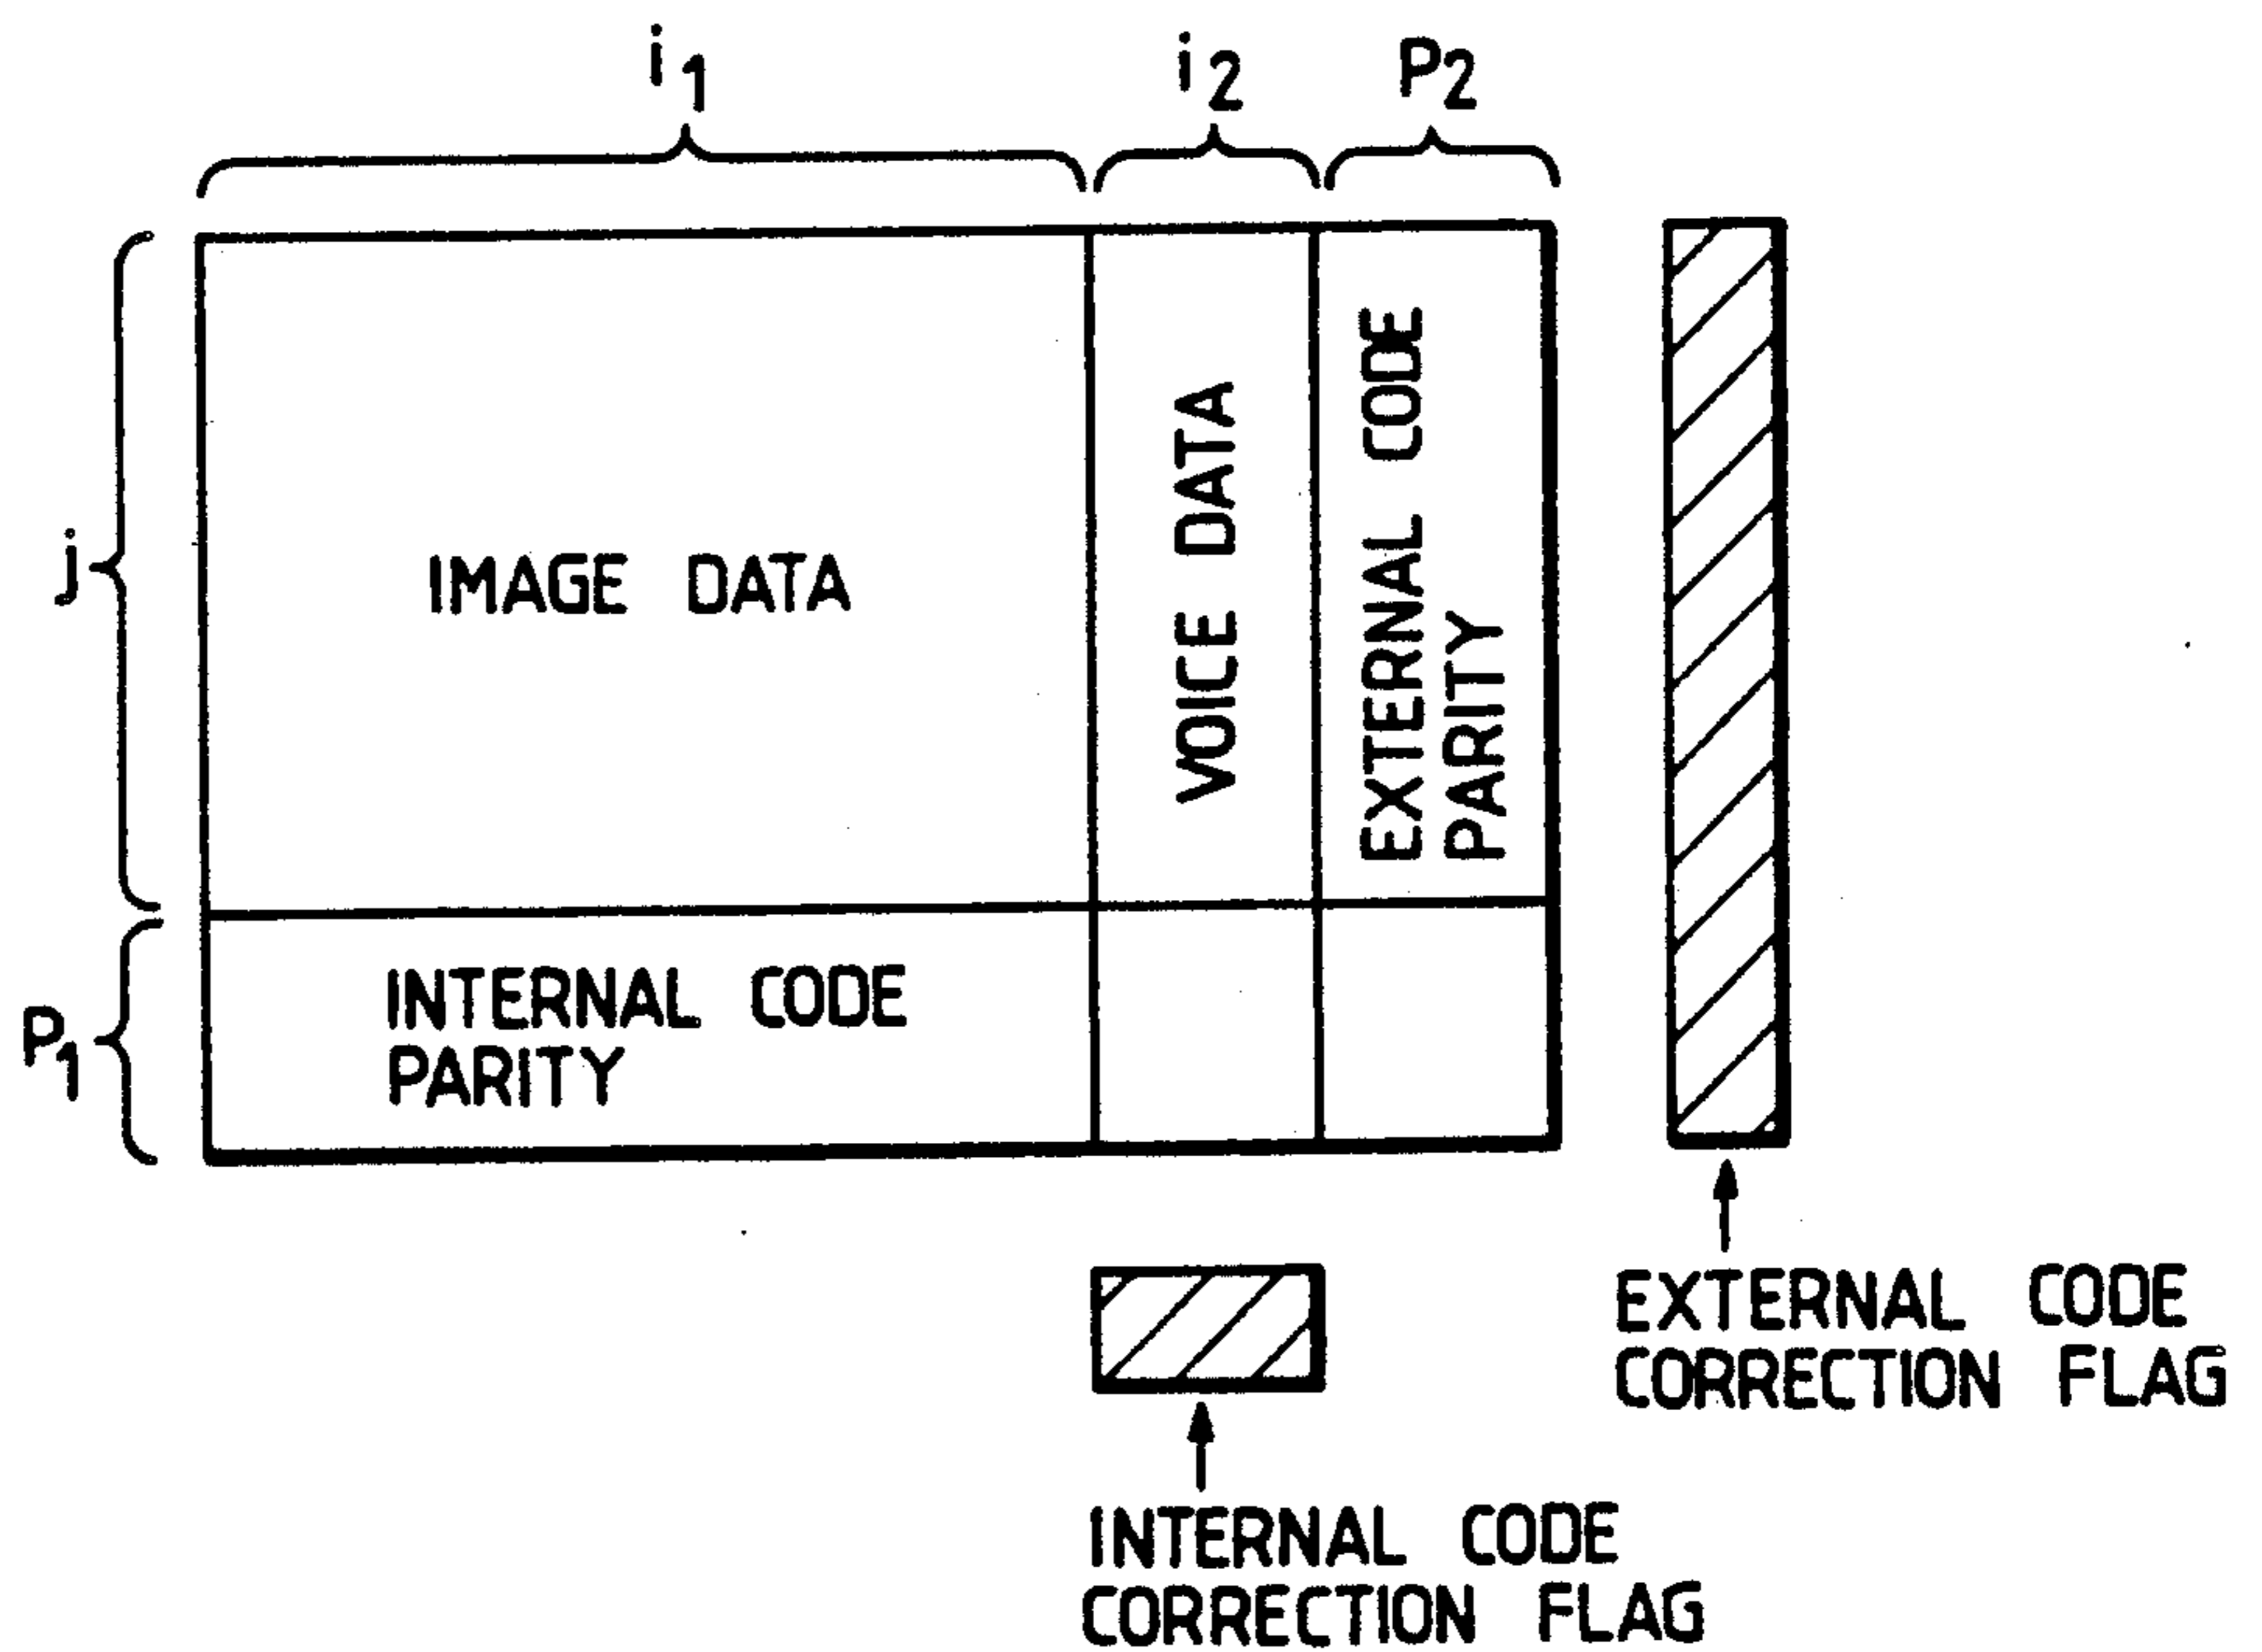 i1 i2 P2
j
IMAGE DATA
VOICE DATA
EXTERNAL CODE
PARITY
P1
INTERNAL CODE
PARITY
EXTERNAL CODE
CORRECTION FLAG
INTERNAL CODE
CORRECTION FLAG